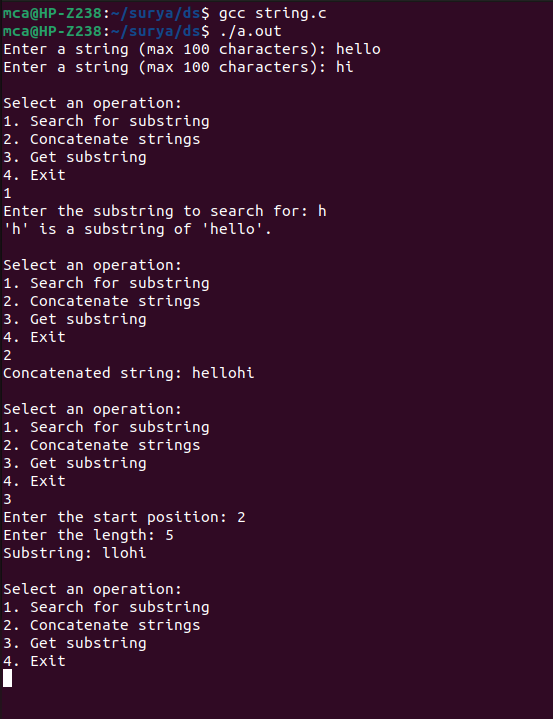 mca@HP-Z238:~/surya/ds$ gcc string.c
mca@HP-Z238:~/surya/ds$ ./a.out
Enter a string (max 100 characters): hello
Enter a string (max 100 characters): hi

Select an operation:
1. Search for substring
2. Concatenate strings
3. Get substring
4. Exit
1
Enter the substring to search for: h
'h' is a substring of 'hello'.

Select an operation:
1. Search for substring
2. Concatenate strings
3. Get substring
4. Exit
2
Concatenated string: hellohi

Select an operation:
1. Search for substring
2. Concatenate strings
3. Get substring
4. Exit
3
Enter the start position: 2
Enter the length: 5
Substring: llohi

Select an operation:
1. Search for substring
2. Concatenate strings
3. Get substring
4. Exit